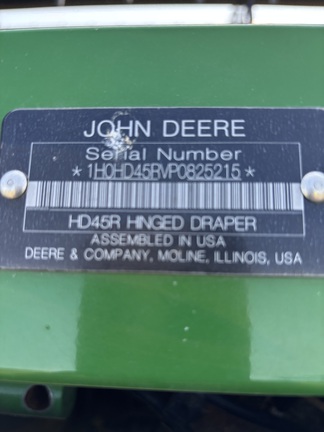 JOHN DEERE
Serial Number
*1H0HD45RVP0825215*
HD45R HINGED DRAPER
ASSEMBLED IN USA
DEERE & COMPANY, MOLINE, ILLINOIS, USA